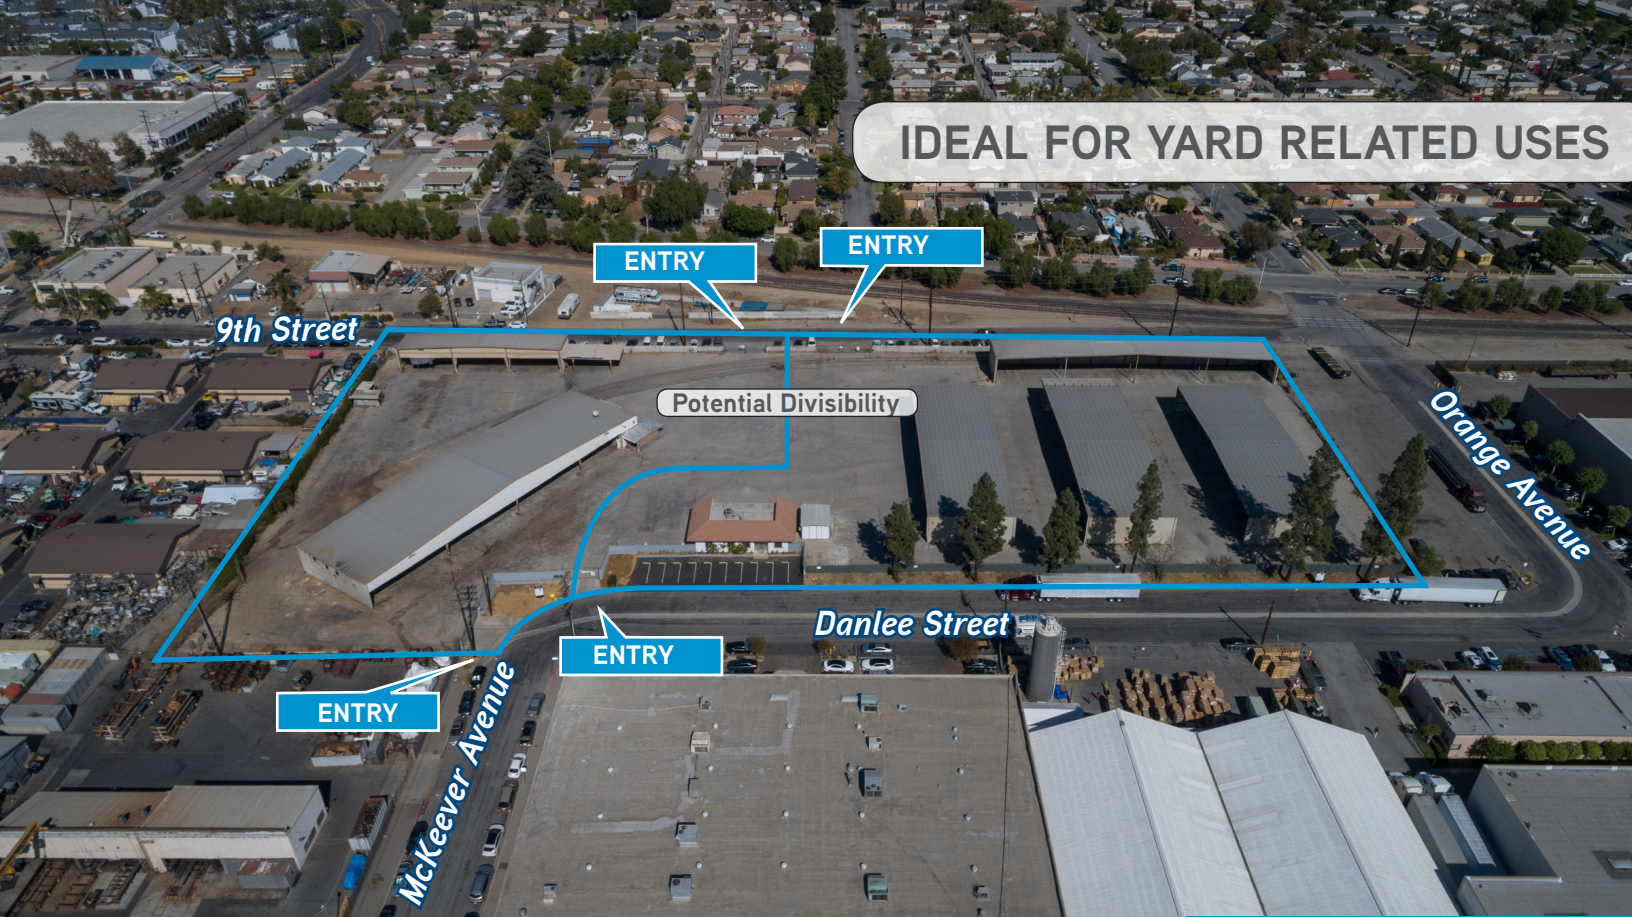 IDEAL FOR YARD RELATED USES
ENTRY
ENTRY
9th Street
Potential Divisibility
Orange Avenue
Danlee Street
ENTRY
ENTRY
McKeever Avenue